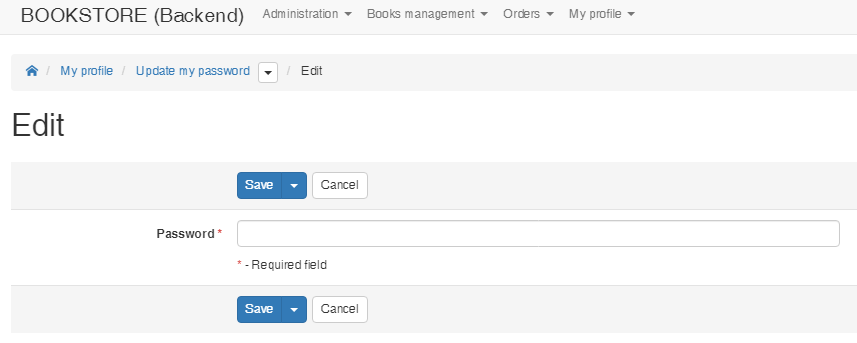 BOOKSTORE (Backend) Administration Books management Orders My profile
/ My profile / Update my password / Edit
Edit
Save Cancel
Password *
* - Required field
Save Cancel